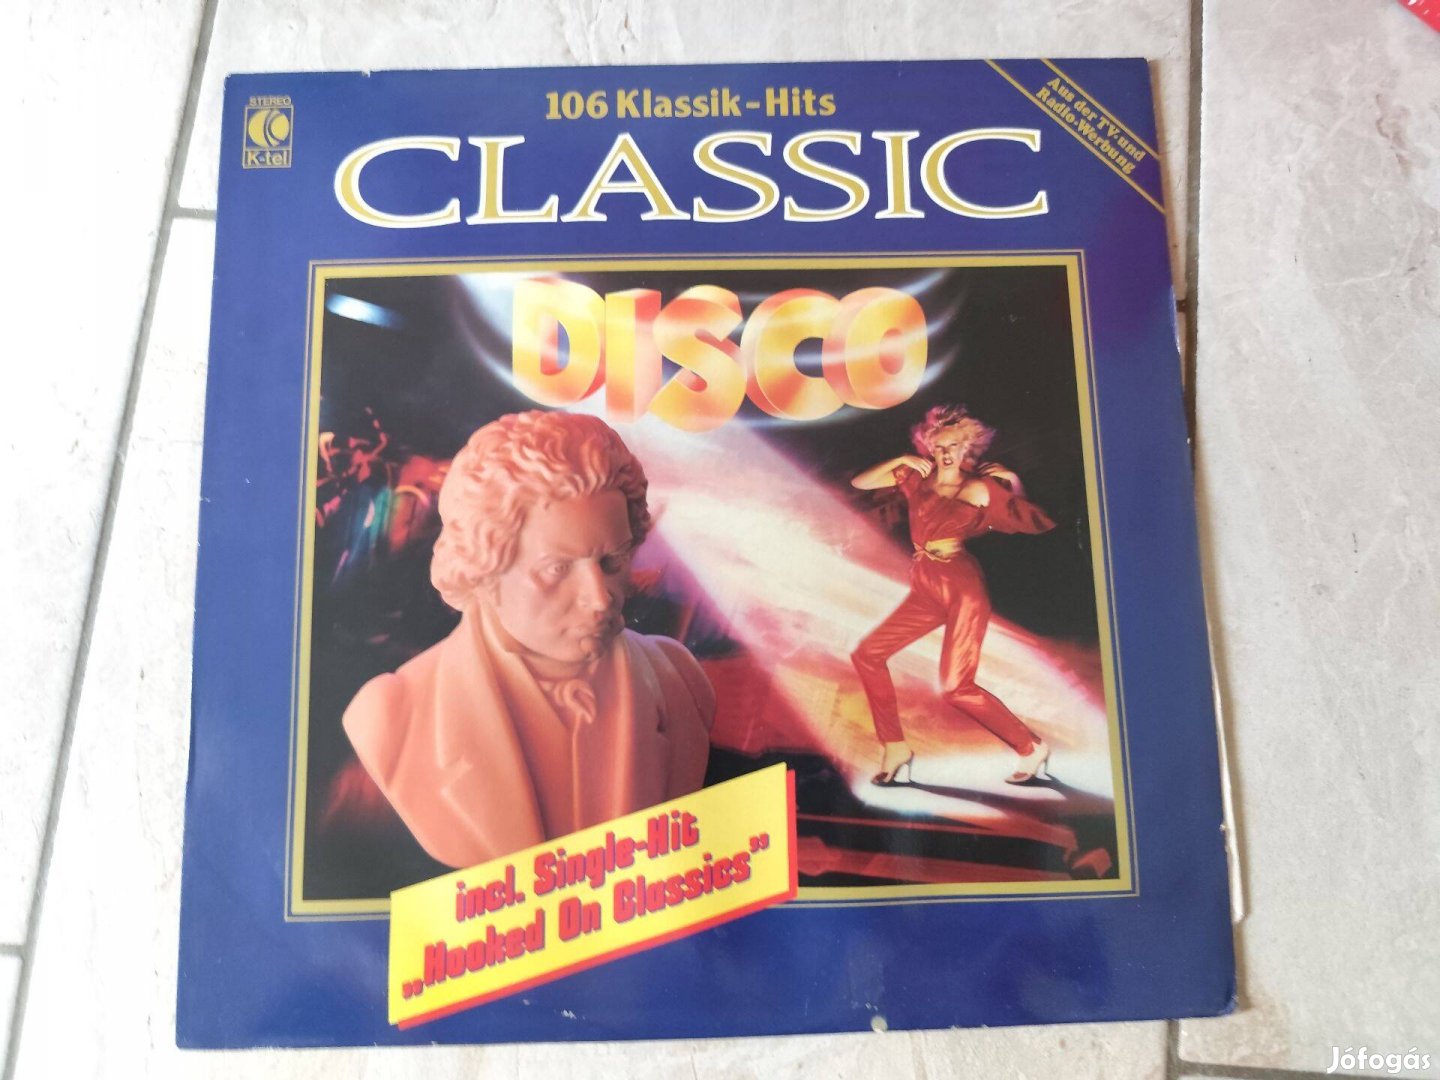 STEREO
K-tel
106 Klassik-Hits
Aus der TV- und
Radio-Werbung
CLASSIC
DISCO
incl. Single-Hit
„Hooked On Classics”
Jófogás